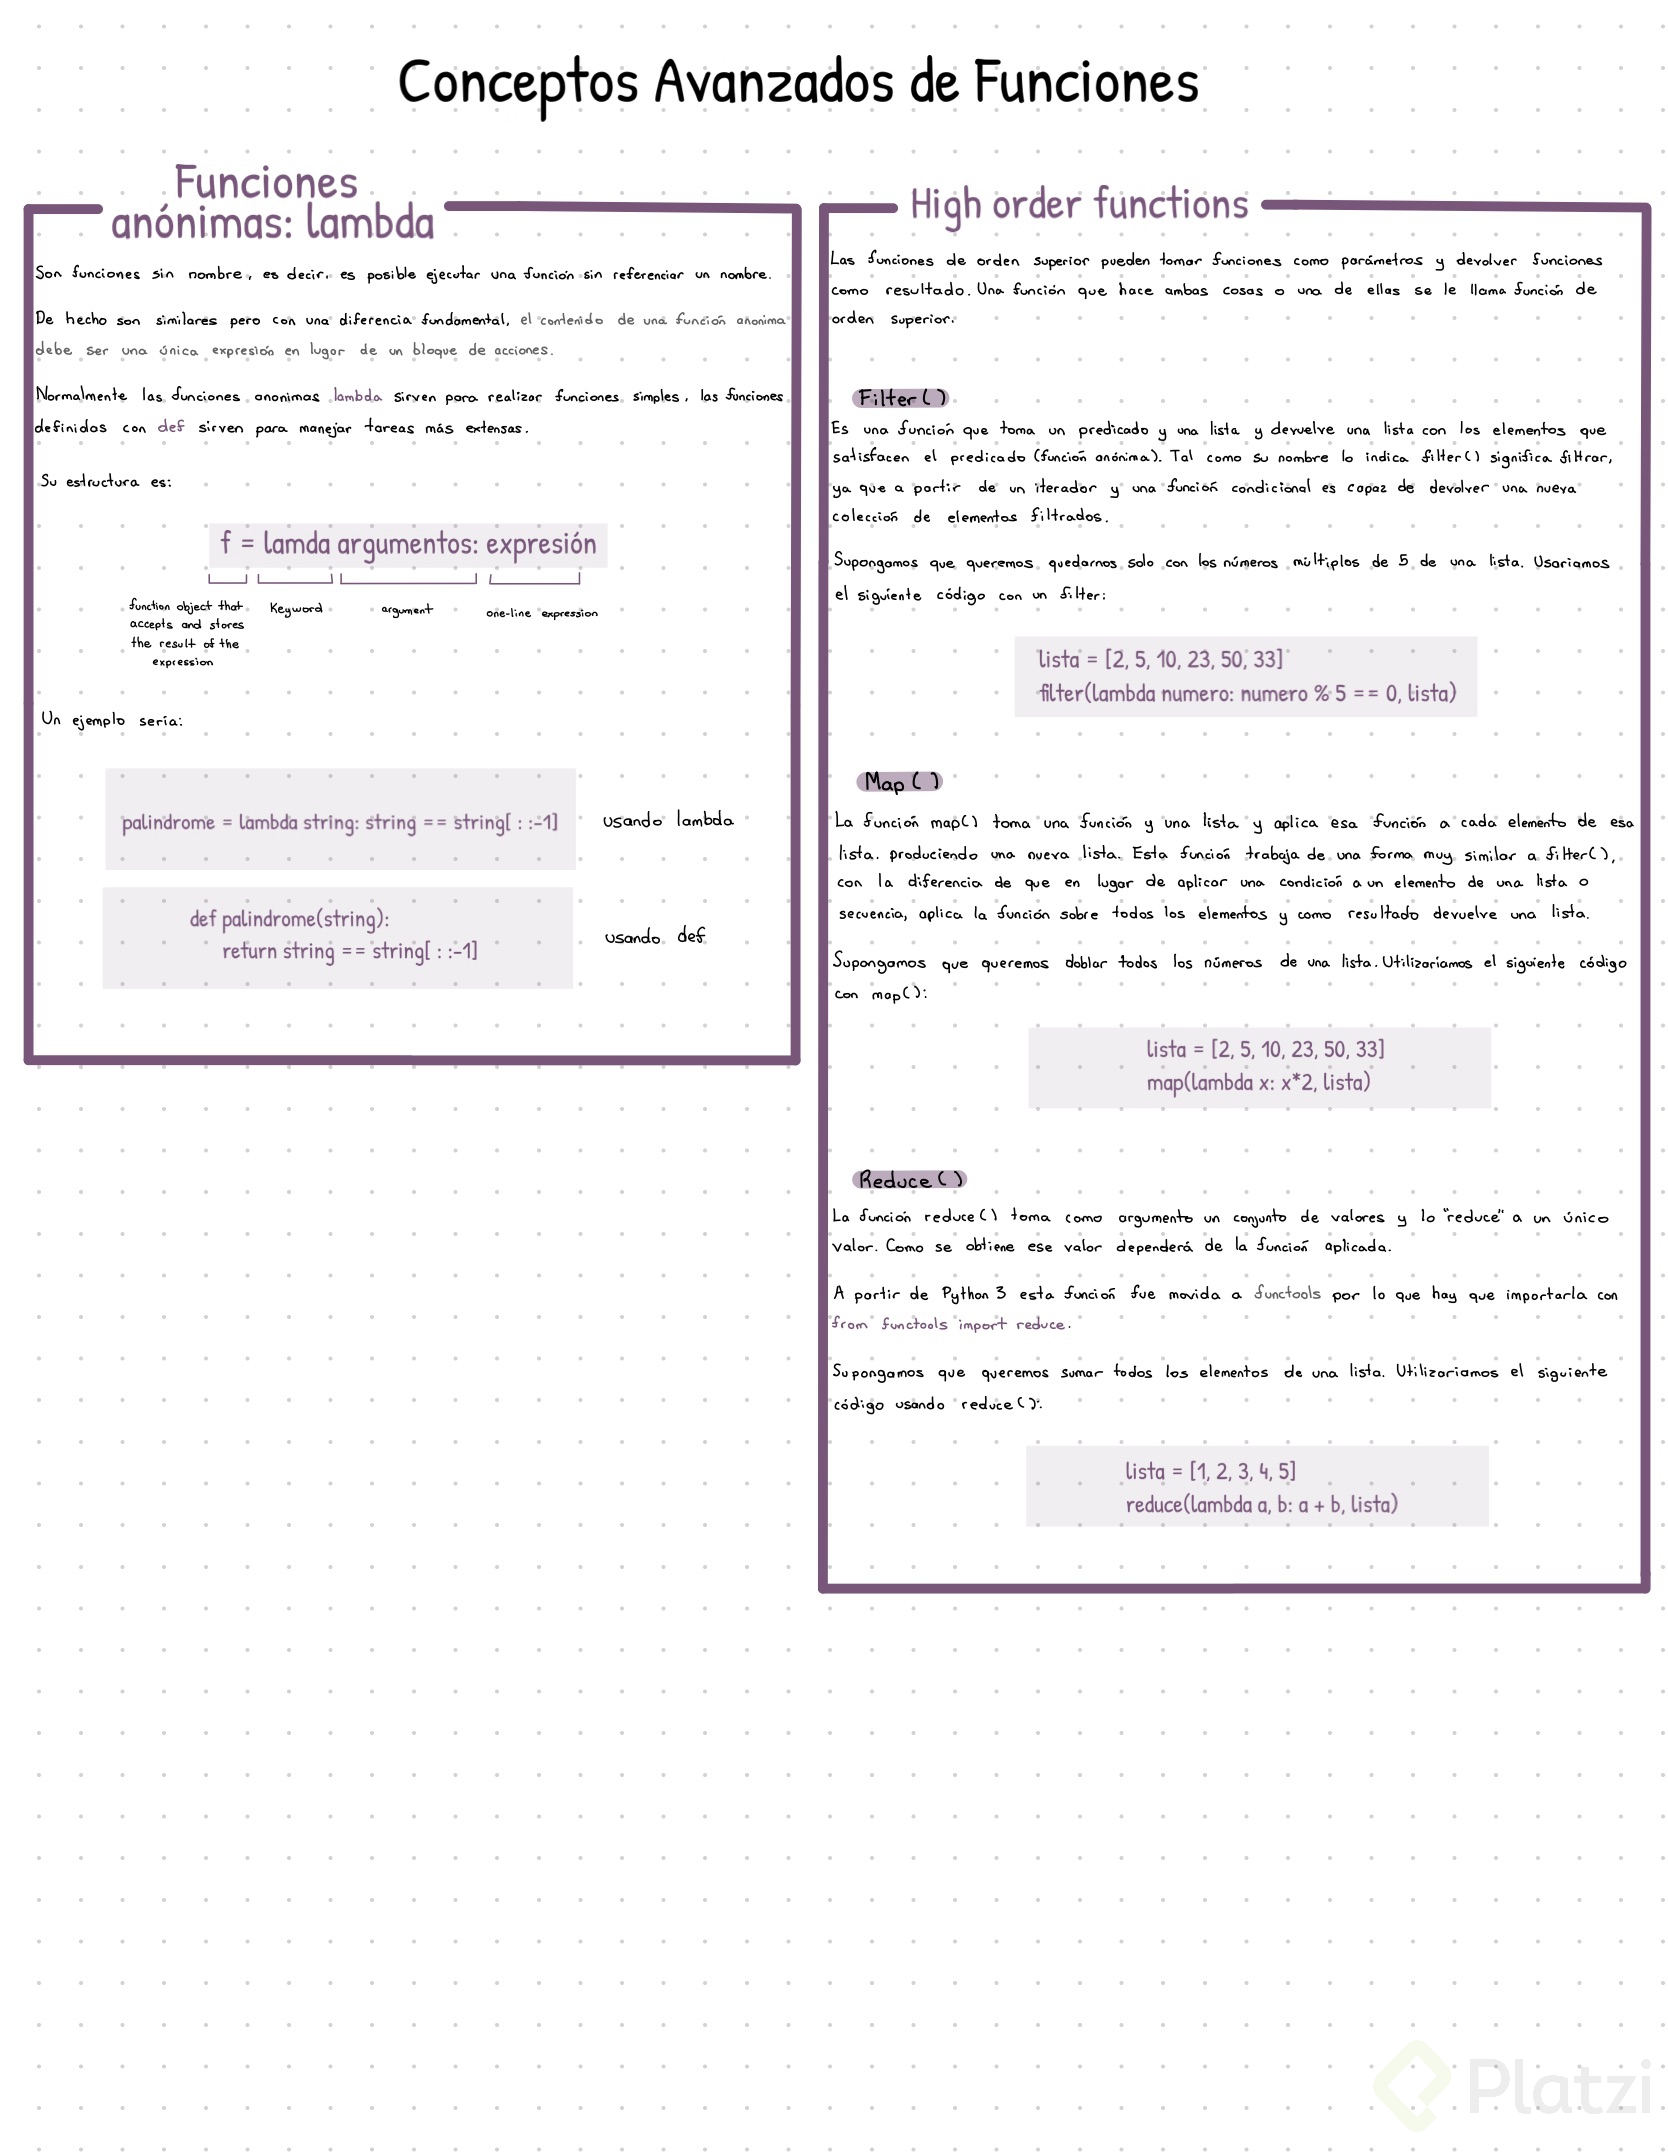 Conceptos Avanzados de Funciones
Funciones
anónimas: lambda
Son funciones sin nombre, es decir, es posible ejecutar una función sin referenciar un nombre.
De hecho son similares pero con una diferencia fundamental, el contenido de una función anonima
debe ser una única expresión en lugar de un bloque de acciones.
Normalmente las funciones anonimas lambda sirven para realizar funciones simples, las funciones
definidas con def sirven para manejar tareas más extensas.
Su estructura es:
f = lamda argumentos: expresión
function object that
accepts and stores
the result of the
expression
Keyword
argument
one-line expression
Un ejemplo sería:
palindrome = lambda string: string == string[ : :-1]
usando lambda
def palindrome(string):
return string == string[ : :-1]
usando def
High order functions
Las funciones de orden superior pueden tomar funciones como parámetros y devolver funciones
como resultado. Una función que hace ambas cosas o una de ellas se le llama función de
orden superior.
Filter()
Es una función que toma un predicado y una lista y devuelve una lista con los elementos que
satisfacen el predicado (función anónima). Tal como su nombre lo indica filter() significa filtrar,
ya que a partir de un iterador y una función condicional es capaz de devolver una nueva
colección de elementos filtrados.
Supongamos que queremos quedarnos solo con los números múltiplos de 5 de una lista. Usariamos
el siguiente código con un filter:
lista = [2, 5, 10, 23, 50, 33]
filter(lambda numero: numero % 5 == 0, lista)
Map()
La función map() toma una función y una lista y aplica esa función a cada elemento de esa
lista. produciendo una nueva lista. Esta función trabaja de una forma muy similar a filter(),
con la diferencia de que en lugar de aplicar una condición a un elemento de una lista o
secuencia, aplica la función sobre todos los elementos y como resultado devuelve una lista.
Supongamos que queremos doblar todos los números de una lista. Utilizaríamos el siguiente código
con map():
lista = [2, 5, 10, 23, 50, 33]
map(lambda x: x*2, lista)
Reduce()
La función reduce() toma como argumento un conjunto de valores y lo "reduce" a un único
valor. Como se obtiene ese valor dependerá de la función aplicada.
A partir de Python 3 esta función fue movida a functools por lo que hay que importarla con
from functools import reduce.
Supongamos que queremos sumar todos los elementos de una lista. Utilizariamos el siguiente
código usando reduce():
lista = [1, 2, 3, 4, 5]
reduce(lambda a, b: a + b, lista)
Platzi